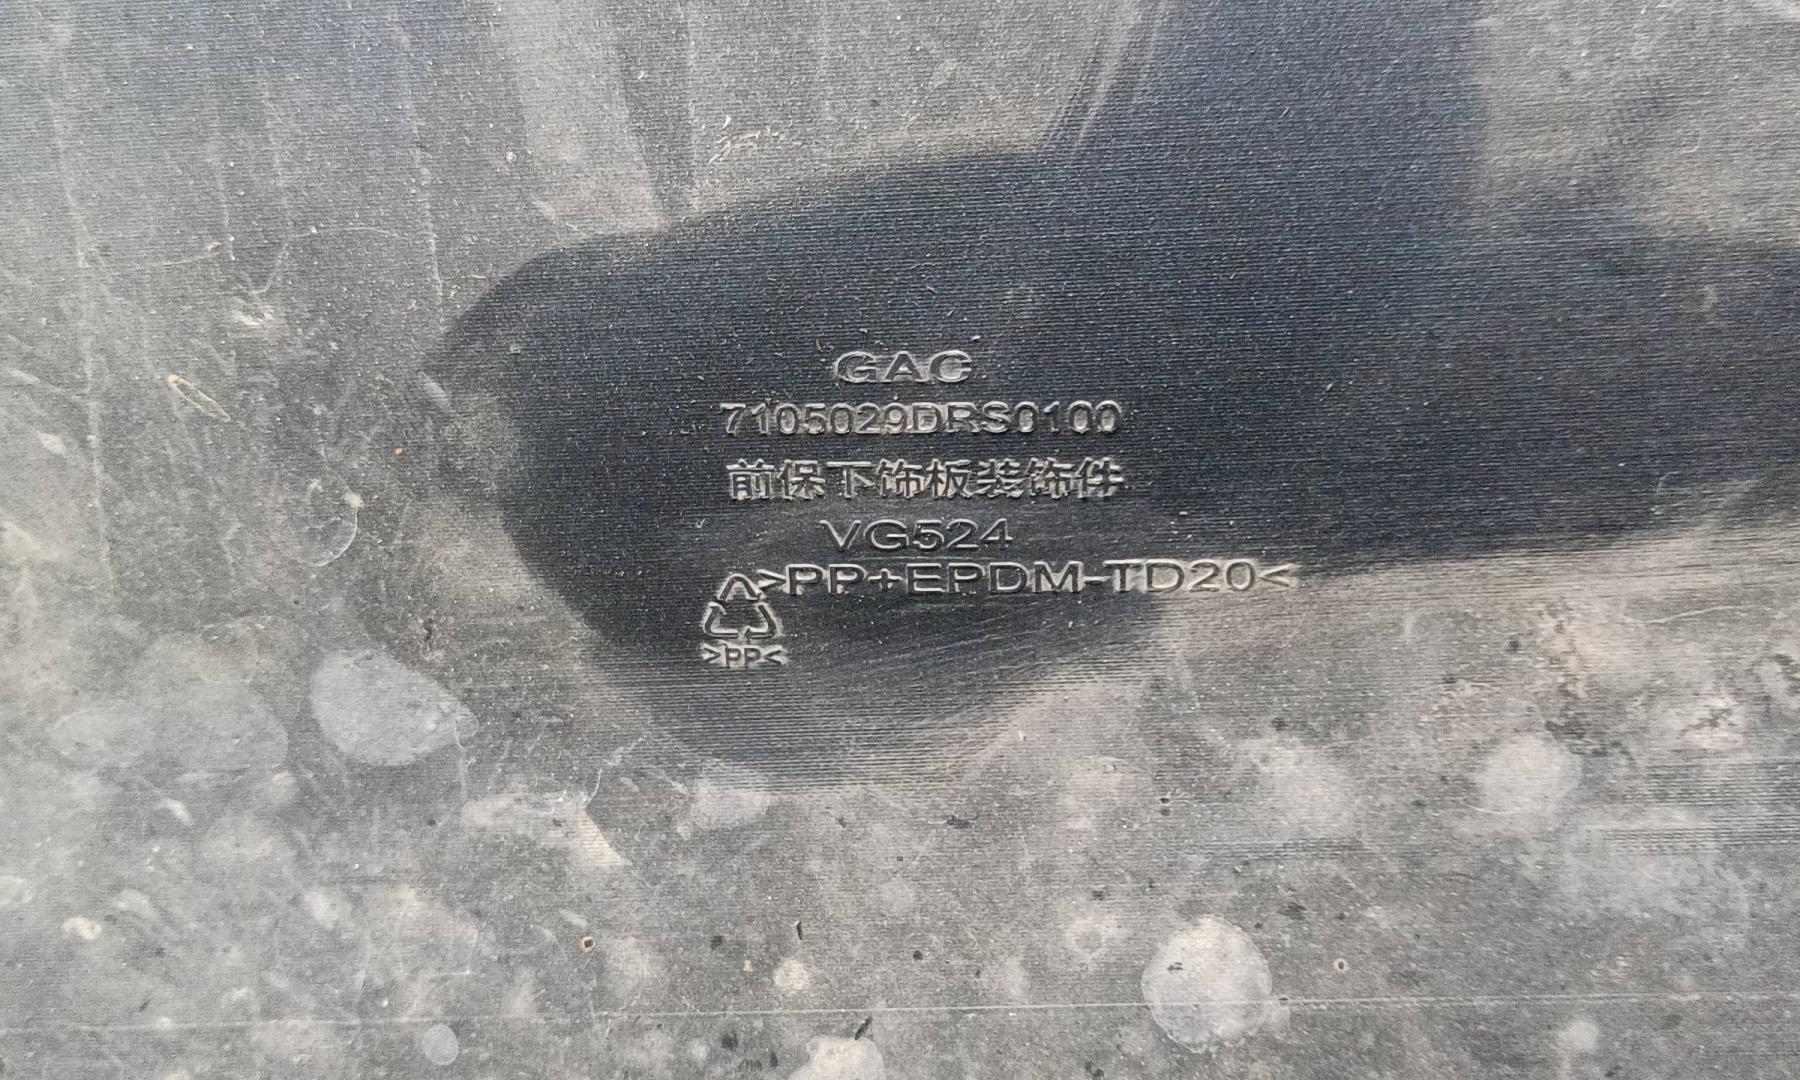 GAC
7105029DRS0100
前保下饰板装饰件
VG524
>PP+EPDM-TD20<
>PP<